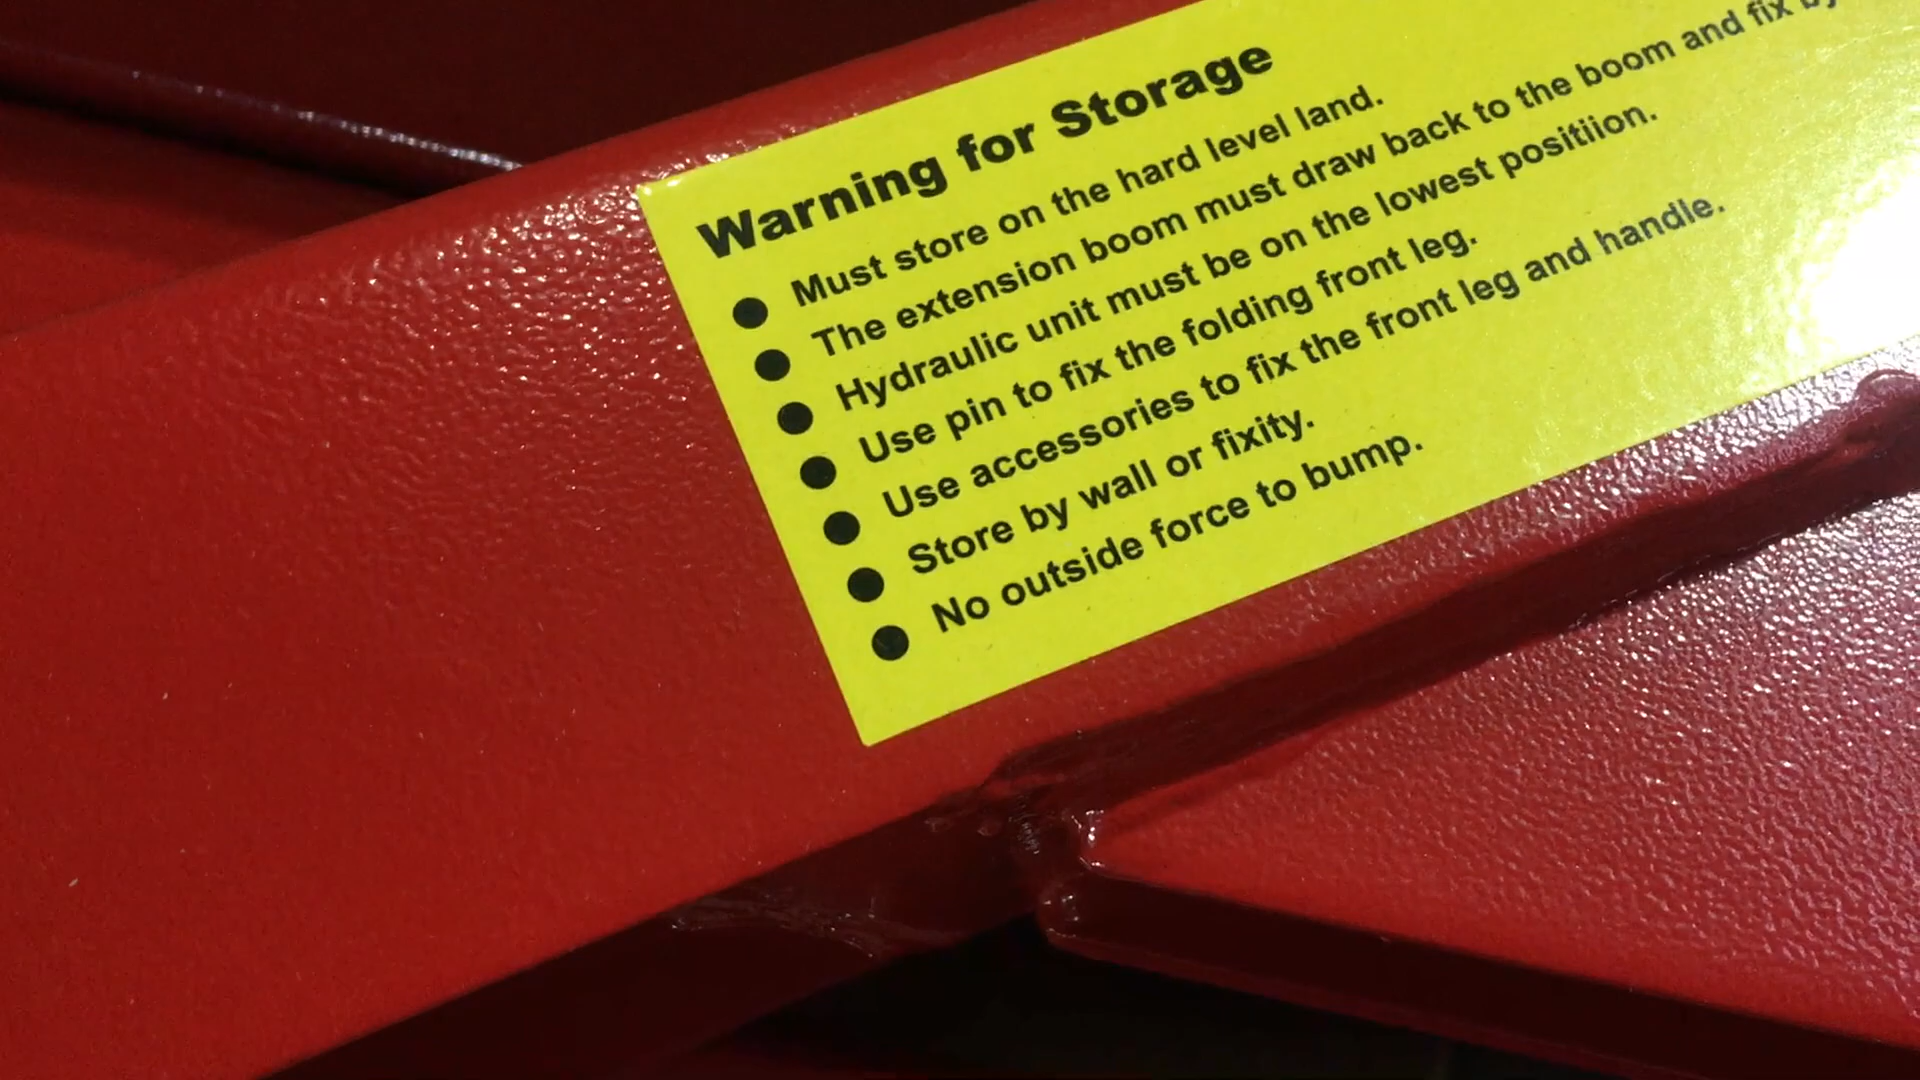 Warning for Storage
● Must store on the hard level land.
● The extension boom must draw back to the boom and fix by
● Hydraulic unit must be on the lowest positiion.
● Use pin to fix the folding front leg.
● Use accessories to fix the front leg and handle.
● Store by wall or fixity.
● No outside force to bump.